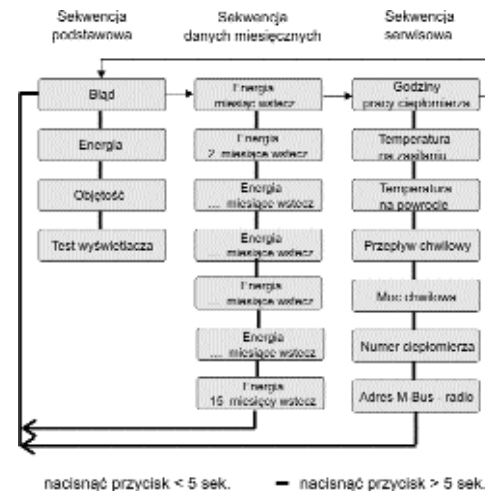 Sekwencja
podstawowa
Sekwencja
danych miesięcznych
Sekwencja
serwisowa
Błąd
Energia
Objętość
Test wyświetlacza
Energia
miesiąc wstecz
Energia
2 miesiące wstecz
Energia
.... miesiące wstecz
Energia
.... miesiące wstecz
Energia
.... miesiące wstecz
Energia
.... miesiące wstecz
Energia
15 miesięcy wstecz
Godziny
pracy ciepłomierza
Temperatura
na zasilaniu
Temperatura
na powrocie
Przepływ chwilowy
Moc chwilowa
Numer ciepłomierza
Adres M-Bus - radio
nacisnąć przycisk < 5 sek.
nacisnąć przycisk > 5 sek.